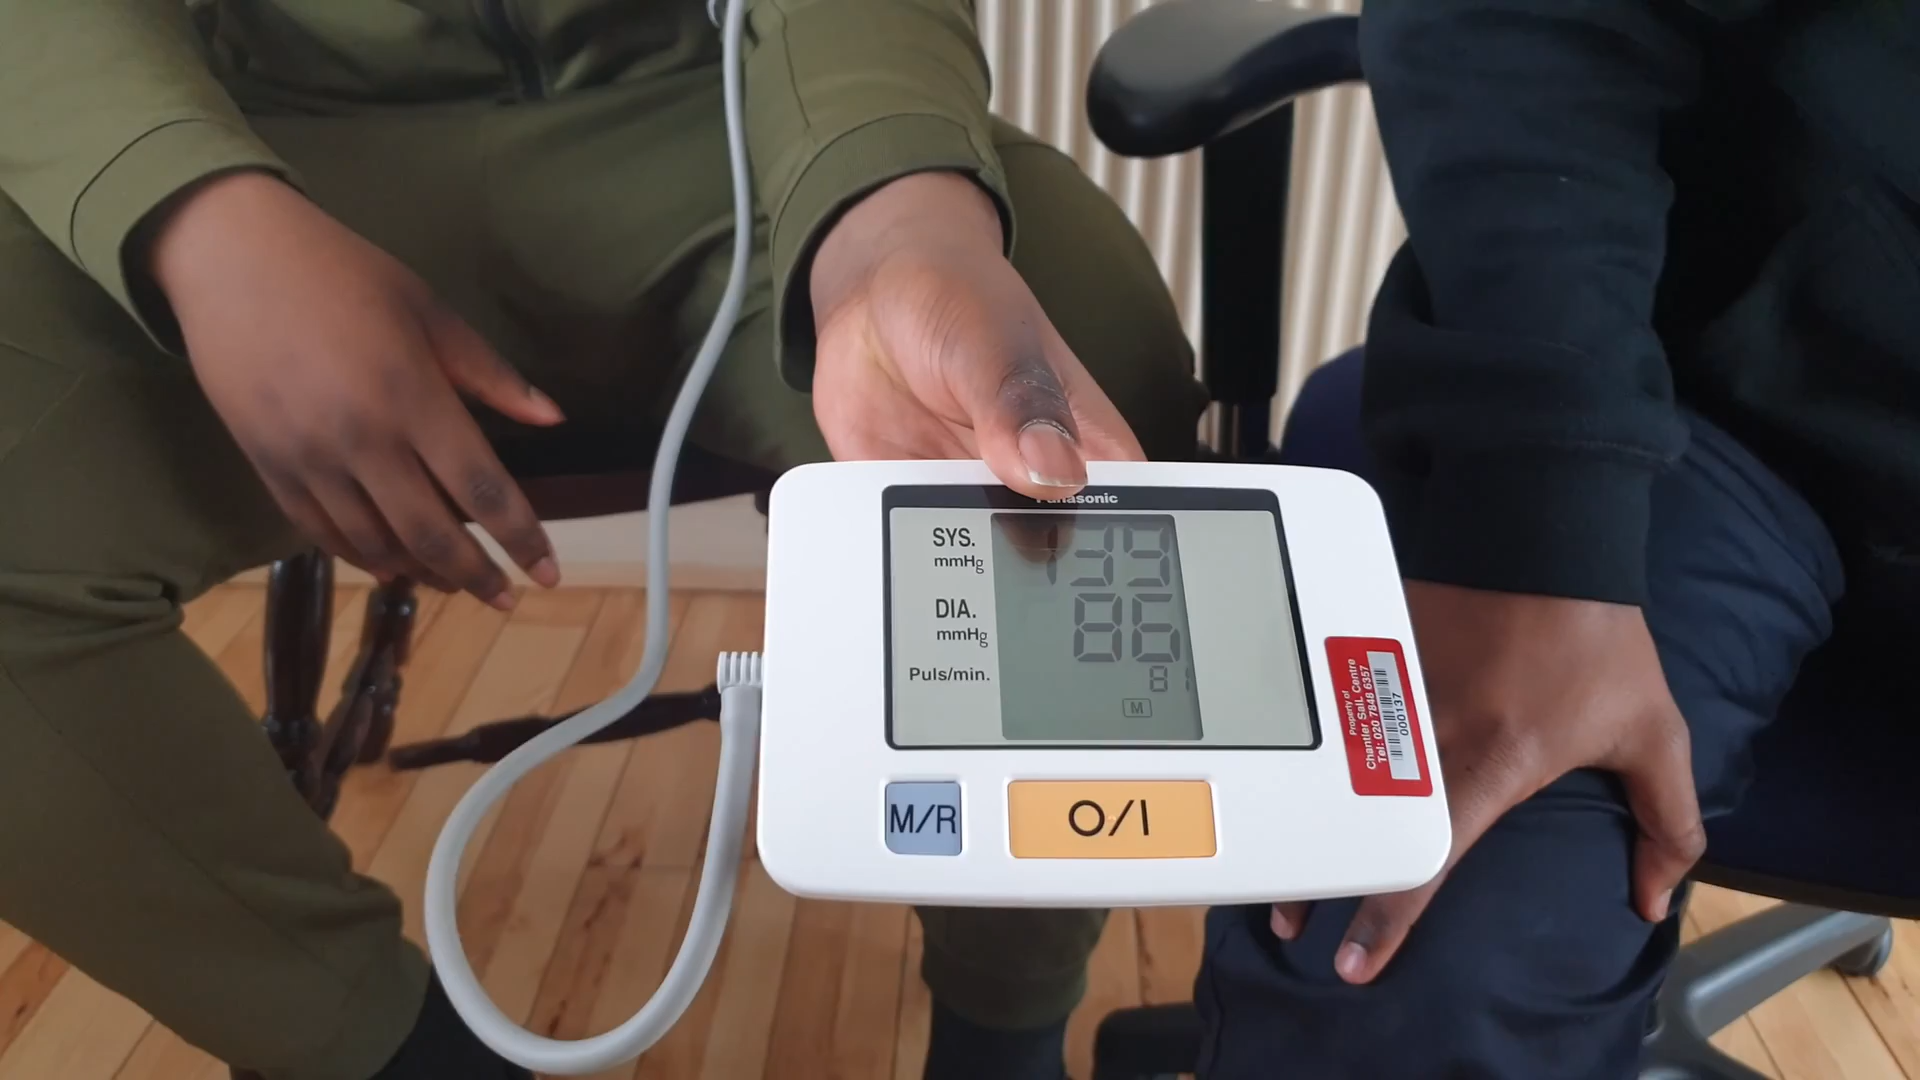 Panasonic
SYS.
mmHg
139
DIA.
mmHg
86
Puls/min.
81
M
M/R
O/I
Property of
Chantler SaIL Centre
Tel: 020 7848 6357
000137